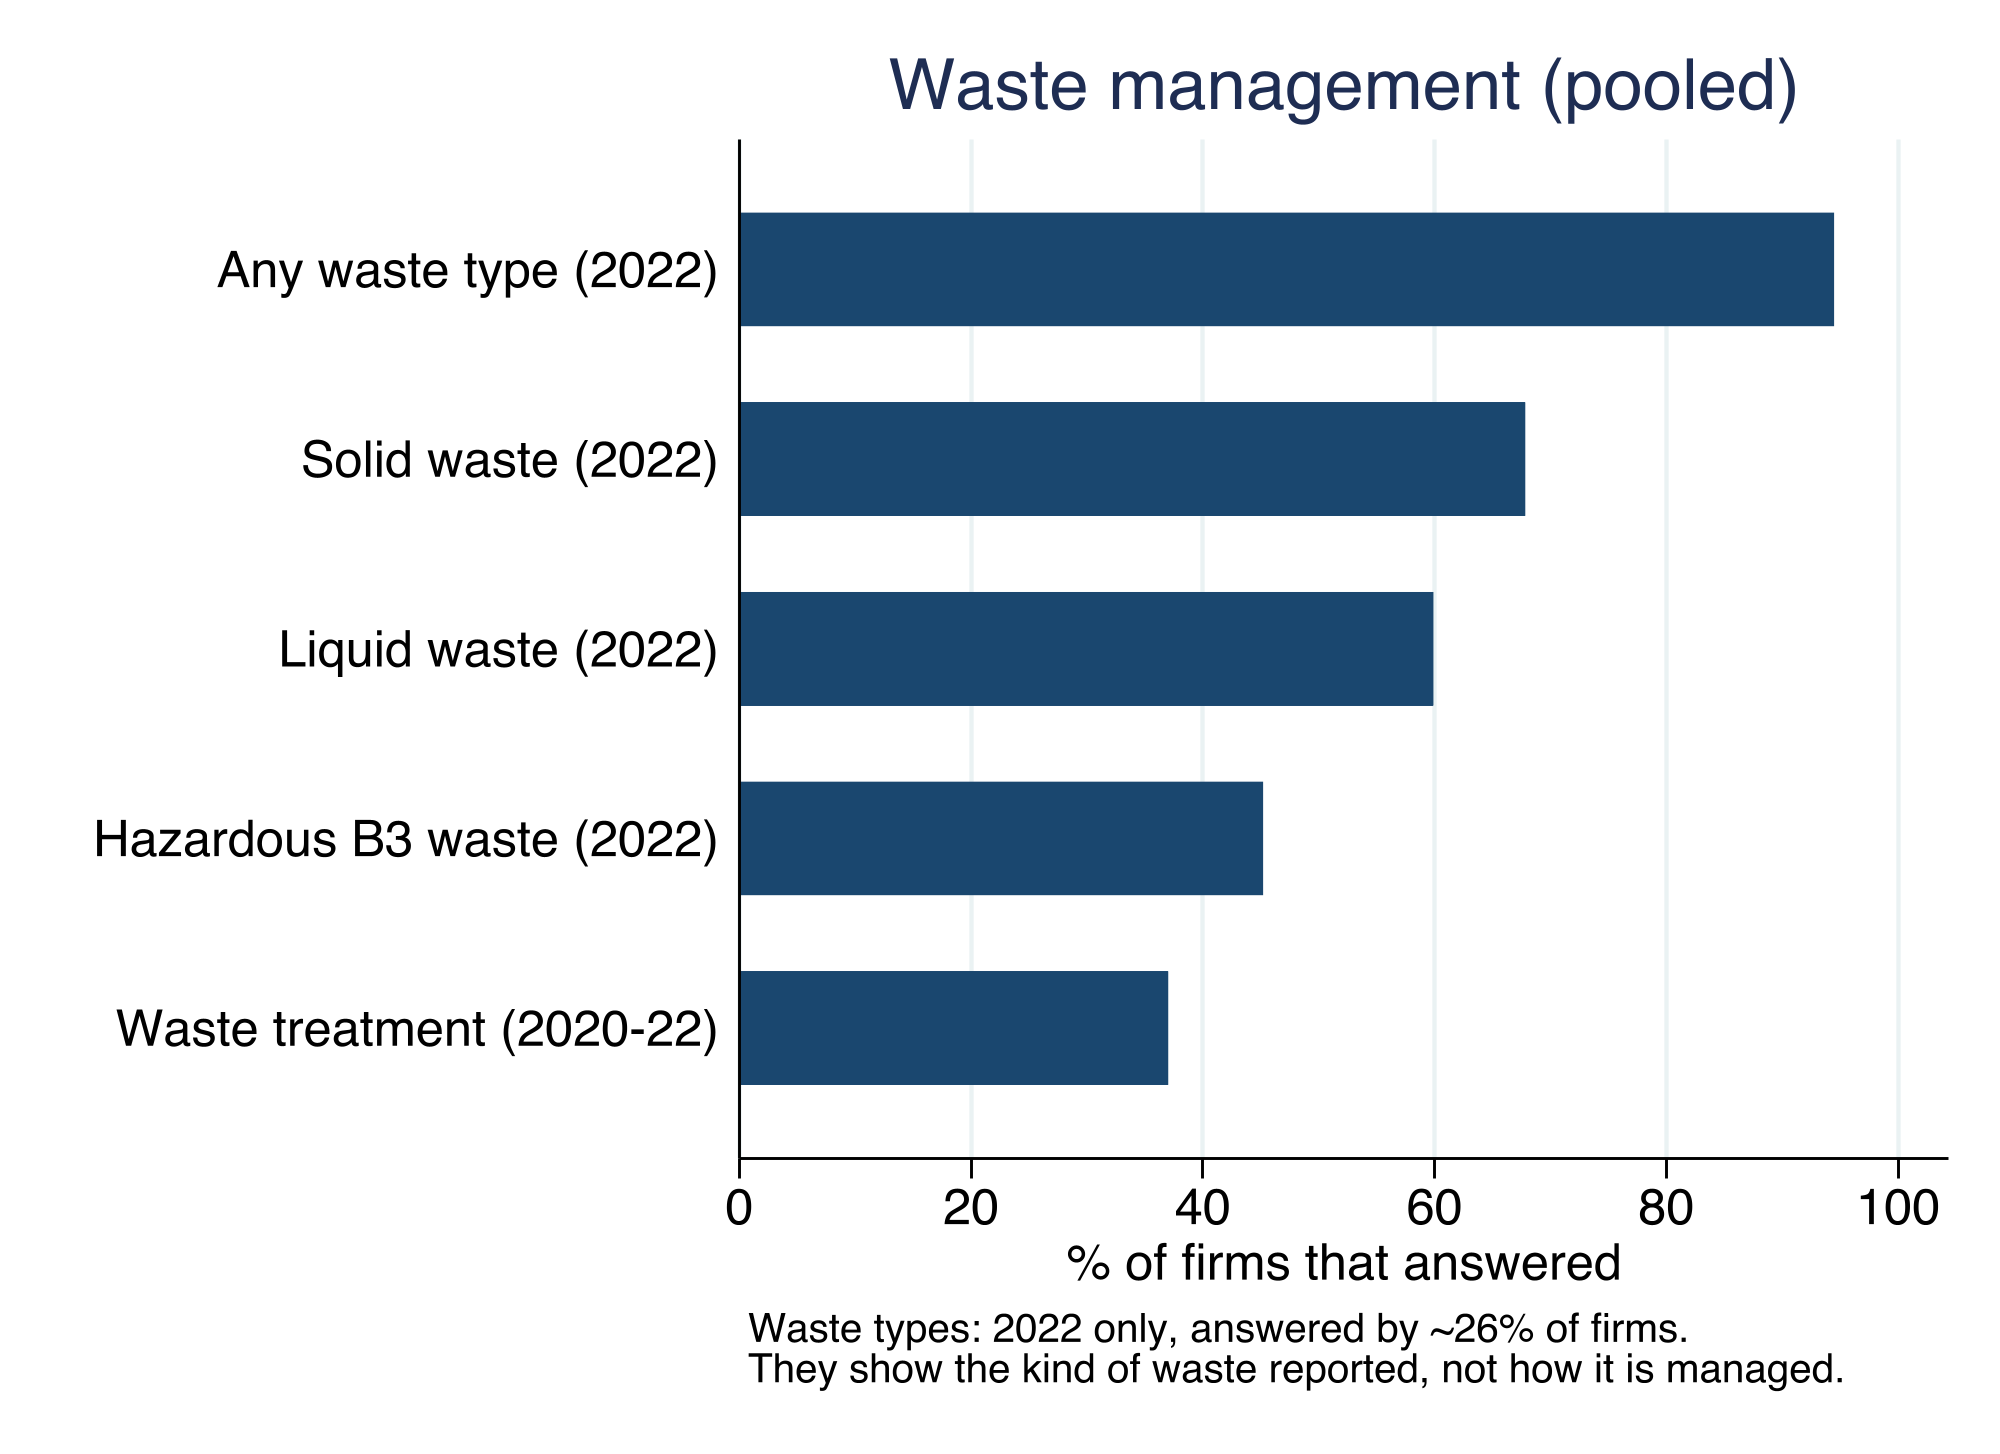 Waste management (pooled)
Any waste type (2022)
Solid waste (2022)
Liquid waste (2022)
Hazardous B3 waste (2022)
Waste treatment (2020-22)
0 20 40 60 80 100
% of firms that answered
Waste types: 2022 only, answered by ~26% of firms.
They show the kind of waste reported, not how it is managed.